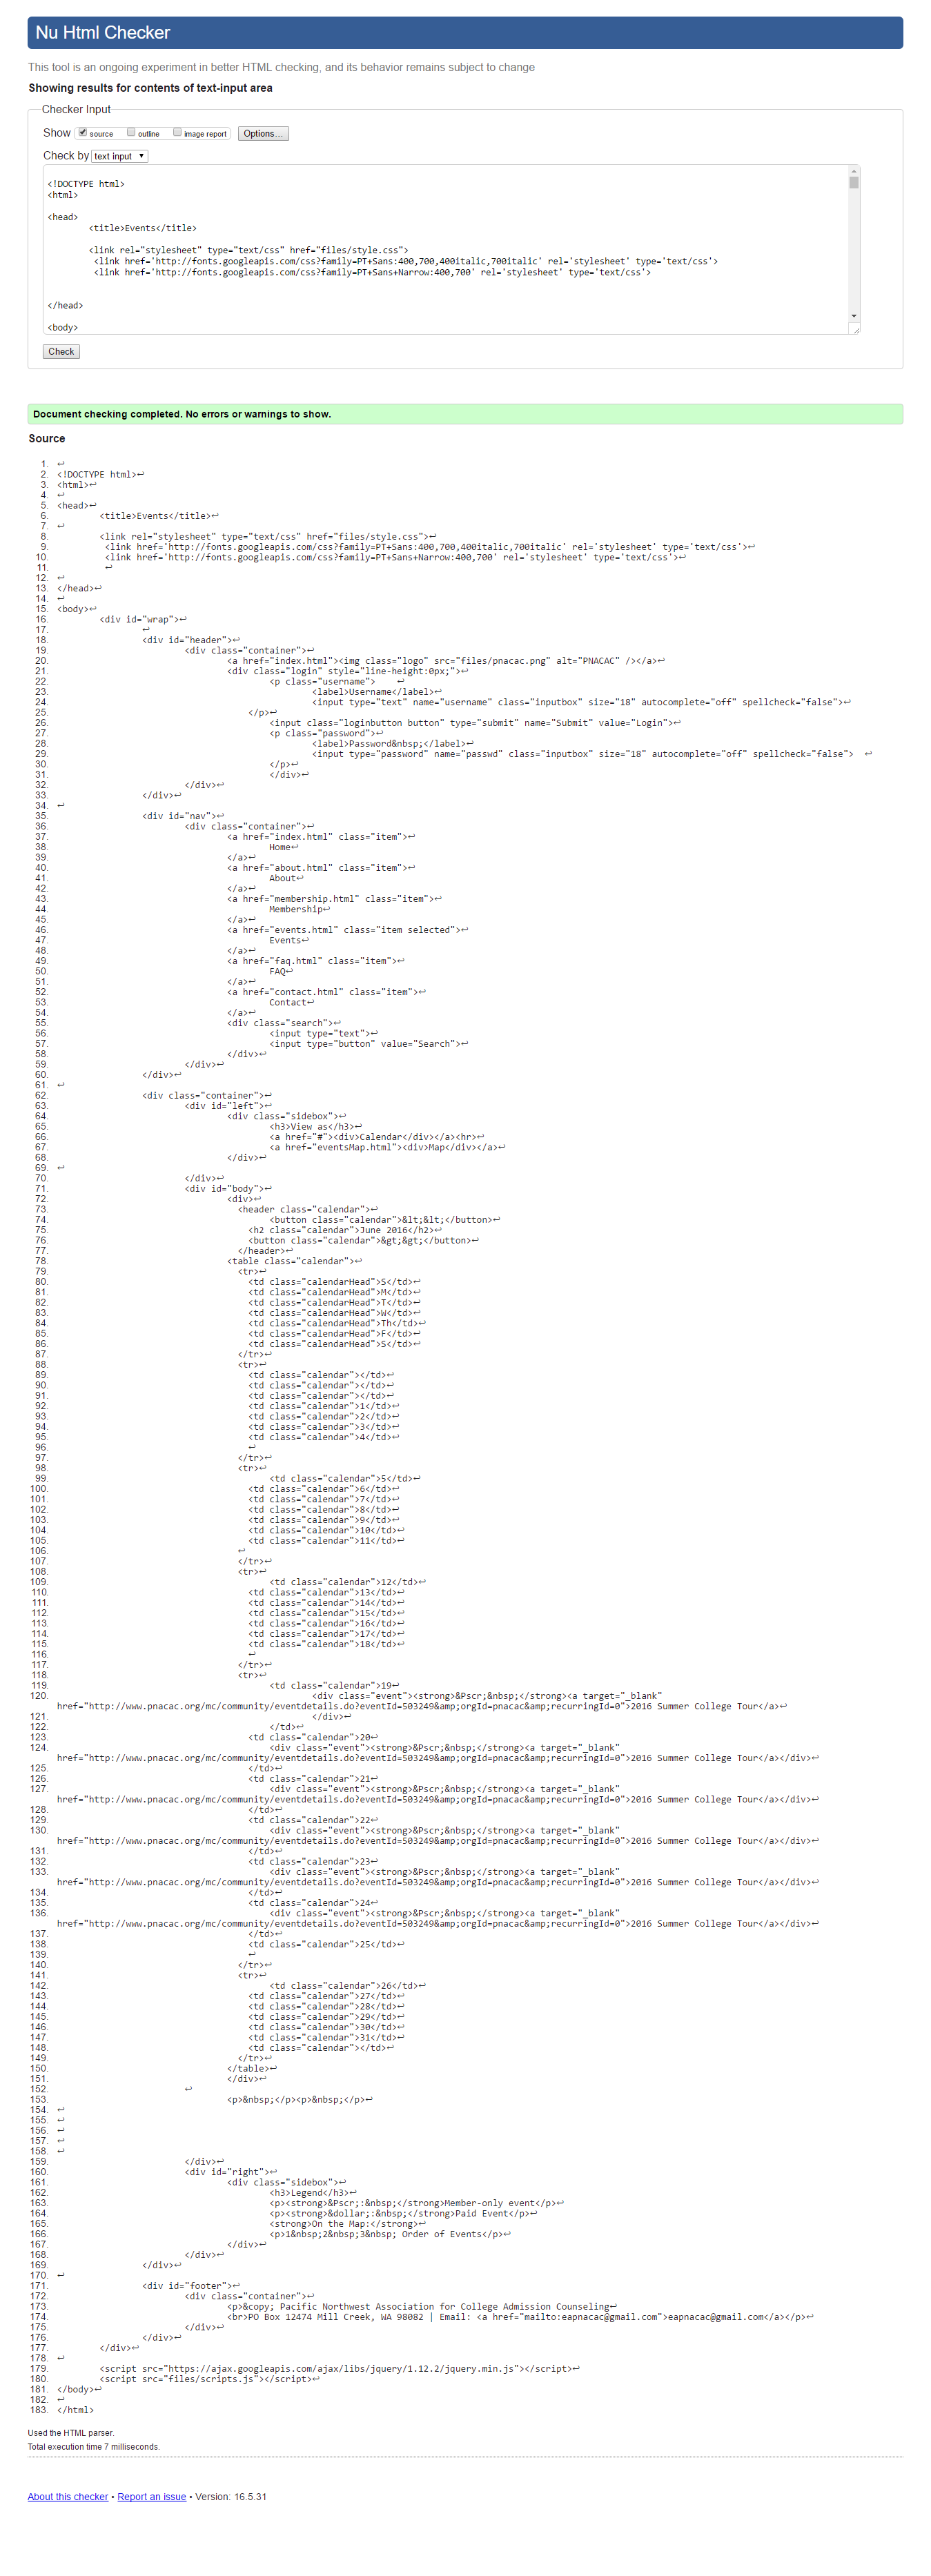 Nu Html Checker
This tool is an ongoing experiment in better HTML checking, and its behavior remains subject to change
Showing results for contents of text-input area
Checker Input
Show source outline image report Options...
Check by text input
<!DOCTYPE html>
<html>
<head>
<title>Events</title>
<link rel="stylesheet" type="text/css" href="files/style.css">
<link href='http://fonts.googleapis.com/css?family=PT+Sans:400,700,400italic,700italic' rel='stylesheet' type='text/css'>
<link href='http://fonts.googleapis.com/css?family=PT+Sans+Narrow:400,700' rel='stylesheet' type='text/css'>
</head>
<body>
Check
Document checking completed. No errors or warnings to show.
Source
1. ↩
2. <!DOCTYPE html>↩
3. <html>↩
4. ↩
5. <head>↩
6. <title>Events</title>↩
7. ↩
8. <link rel="stylesheet" type="text/css" href="files/style.css">↩
9. <link href='http://fonts.googleapis.com/css?family=PT+Sans:400,700,400italic,700italic' rel='stylesheet' type='text/css'>↩
10. <link href='http://fonts.googleapis.com/css?family=PT+Sans+Narrow:400,700' rel='stylesheet' type='text/css'>↩
11. ↩
12. ↩
13. </head>↩
14. ↩
15. <body>↩
16. <div id="wrap">↩
17. ↩
18. <div id="header">↩
19. <div class="container">↩
20. <a href="index.html"><img class="logo" src="files/pnacac.png" alt="PNACAC" /></a>↩
21. <div class="login" style="line-height:0px;">↩
22. <p class="username"> ↩
23. <label>Username</label>↩
24. <input type="text" name="username" class="inputbox" size="18" autocomplete="off" spellcheck="false">↩
25. </p>↩
26. <input class="loginbutton button" type="submit" name="Submit" value="Login">↩
27. <p class="password">↩
28. <label>Password&nbsp;</label>↩
29. <input type="password" name="passwd" class="inputbox" size="18" autocomplete="off" spellcheck="false"> ↩
30. </p>↩
31. </div>↩
32. </div>↩
33. </div>↩
34. ↩
35. <div id="nav">↩
36. <div class="container">↩
37. <a href="index.html" class="item">↩
38. Home↩
39. </a>↩
40. <a href="about.html" class="item">↩
41. About↩
42. </a>↩
43. <a href="membership.html" class="item">↩
44. Membership↩
45. </a>↩
46. <a href="events.html" class="item selected">↩
47. Events↩
48. </a>↩
49. <a href="faq.html" class="item">↩
50. FAQ↩
51. </a>↩
52. <a href="contact.html" class="item">↩
53. Contact↩
54. </a>↩
55. <div class="search">↩
56. <input type="text">↩
57. <input type="button" value="Search">↩
58. </div>↩
59. </div>↩
60. </div>↩
61. ↩
62. <div class="container">↩
63. <div id="left">↩
64. <div class="sidebox">↩
65. <h3>View as</h3>↩
66. <a href="#"><div>Calendar</div></a><hr>↩
67. <a href="eventsMap.html"><div>Map</div></a>↩
68. </div>↩
69. ↩
70. </div>↩
71. <div id="body">↩
72. <div>↩
73. <header class="calendar">↩
74. <button class="calendar">&lt;&lt;</button>↩
75. <h2 class="calendar">June 2016</h2>↩
76. <button class="calendar">&gt;&gt;</button>↩
77. </header>↩
78. <table class="calendar">↩
79. <tr>↩
80. <td class="calendarHead">S</td>↩
81. <td class="calendarHead">M</td>↩
82. <td class="calendarHead">T</td>↩
83. <td class="calendarHead">W</td>↩
84. <td class="calendarHead">Th</td>↩
85. <td class="calendarHead">F</td>↩
86. <td class="calendarHead">S</td>↩
87. </tr>↩
88. <tr>↩
89. <td class="calendar"></td>↩
90. <td class="calendar"></td>↩
91. <td class="calendar"></td>↩
92. <td class="calendar">1</td>↩
93. <td class="calendar">2</td>↩
94. <td class="calendar">3</td>↩
95. <td class="calendar">4</td>↩
96. ↩
97. </tr>↩
98. <tr>↩
99. <td class="calendar">5</td>↩
100. <td class="calendar">6</td>↩
101. <td class="calendar">7</td>↩
102. <td class="calendar">8</td>↩
103. <td class="calendar">9</td>↩
104. <td class="calendar">10</td>↩
105. <td class="calendar">11</td>↩
106. ↩
107. </tr>↩
108. <tr>↩
109. <td class="calendar">12</td>↩
110. <td class="calendar">13</td>↩
111. <td class="calendar">14</td>↩
112. <td class="calendar">15</td>↩
113. <td class="calendar">16</td>↩
114. <td class="calendar">17</td>↩
115. <td class="calendar">18</td>↩
116. ↩
117. </tr>↩
118. <tr>↩
119. <td class="calendar">19↩
120. <div class="event"><strong>&Pscr;&nbsp;</strong><a target="_blank"
href="http://www.pnacac.org/mc/community/eventdetails.do?eventId=503249&amp;orgId=pnacac&amp;recurringId=0">2016 Summer College Tour</a>↩
121. </div>↩
122. </td>↩
123. <td class="calendar">20↩
124. <div class="event"><strong>&Pscr;&nbsp;</strong><a target="_blank"
href="http://www.pnacac.org/mc/community/eventdetails.do?eventId=503249&amp;orgId=pnacac&amp;recurringId=0">2016 Summer College Tour</a></div>↩
125. </td>↩
126. <td class="calendar">21↩
127. <div class="event"><strong>&Pscr;&nbsp;</strong><a target="_blank"
href="http://www.pnacac.org/mc/community/eventdetails.do?eventId=503249&amp;orgId=pnacac&amp;recurringId=0">2016 Summer College Tour</a></div>↩
128. </td>↩
129. <td class="calendar">22↩
130. <div class="event"><strong>&Pscr;&nbsp;</strong><a target="_blank"
href="http://www.pnacac.org/mc/community/eventdetails.do?eventId=503249&amp;orgId=pnacac&amp;recurringId=0">2016 Summer College Tour</a></div>↩
131. </td>↩
132. <td class="calendar">23↩
133. <div class="event"><strong>&Pscr;&nbsp;</strong><a target="_blank"
href="http://www.pnacac.org/mc/community/eventdetails.do?eventId=503249&amp;orgId=pnacac&amp;recurringId=0">2016 Summer College Tour</a></div>↩
134. </td>↩
135. <td class="calendar">24↩
136. <div class="event"><strong>&Pscr;&nbsp;</strong><a target="_blank"
href="http://www.pnacac.org/mc/community/eventdetails.do?eventId=503249&amp;orgId=pnacac&amp;recurringId=0">2016 Summer College Tour</a></div>↩
137. </td>↩
138. <td class="calendar">25</td>↩
139. ↩
140. </tr>↩
141. <tr>↩
142. <td class="calendar">26</td>↩
143. <td class="calendar">27</td>↩
144. <td class="calendar">28</td>↩
145. <td class="calendar">29</td>↩
146. <td class="calendar">30</td>↩
147. <td class="calendar">31</td>↩
148. <td class="calendar"></td>↩
149. </tr>↩
150. </table>↩
151. </div>↩
152. ↩
153. <p>&nbsp;</p><p>&nbsp;</p>↩
154. ↩
155. ↩
156. ↩
157. ↩
158. ↩
159. </div>↩
160. <div id="right">↩
161. <div class="sidebox">↩
162. <h3>Legend</h3>↩
163. <p><strong>&Pscr;:&nbsp;</strong>Member-only event</p>↩
164. <p><strong>&dollar;:&nbsp;</strong>Paid Event</p>↩
165. <strong>On the Map:</strong>↩
166. <p>1&nbsp;2&nbsp;3&nbsp; Order of Events</p>↩
167. </div>↩
168. </div>↩
169. </div>↩
170. ↩
171. <div id="footer">↩
172. <div class="container">↩
173. <p>&copy; Pacific Northwest Association for College Admission Counseling↩
174. <br>PO Box 12474 Mill Creek, WA 98082 | Email: <a href="mailto:eapnacac@gmail.com">eapnacac@gmail.com</a></p>↩
175. </div>↩
176. </div>↩
177. </div>↩
178. ↩
179. <script src="https://ajax.googleapis.com/ajax/libs/jquery/1.12.2/jquery.min.js"></script>↩
180. <script src="files/scripts.js"></script>↩
181. </body>↩
182. ↩
183. </html>
Used the HTML parser.
Total execution time 7 milliseconds.
About this checker • Report an issue • Version: 16.5.31